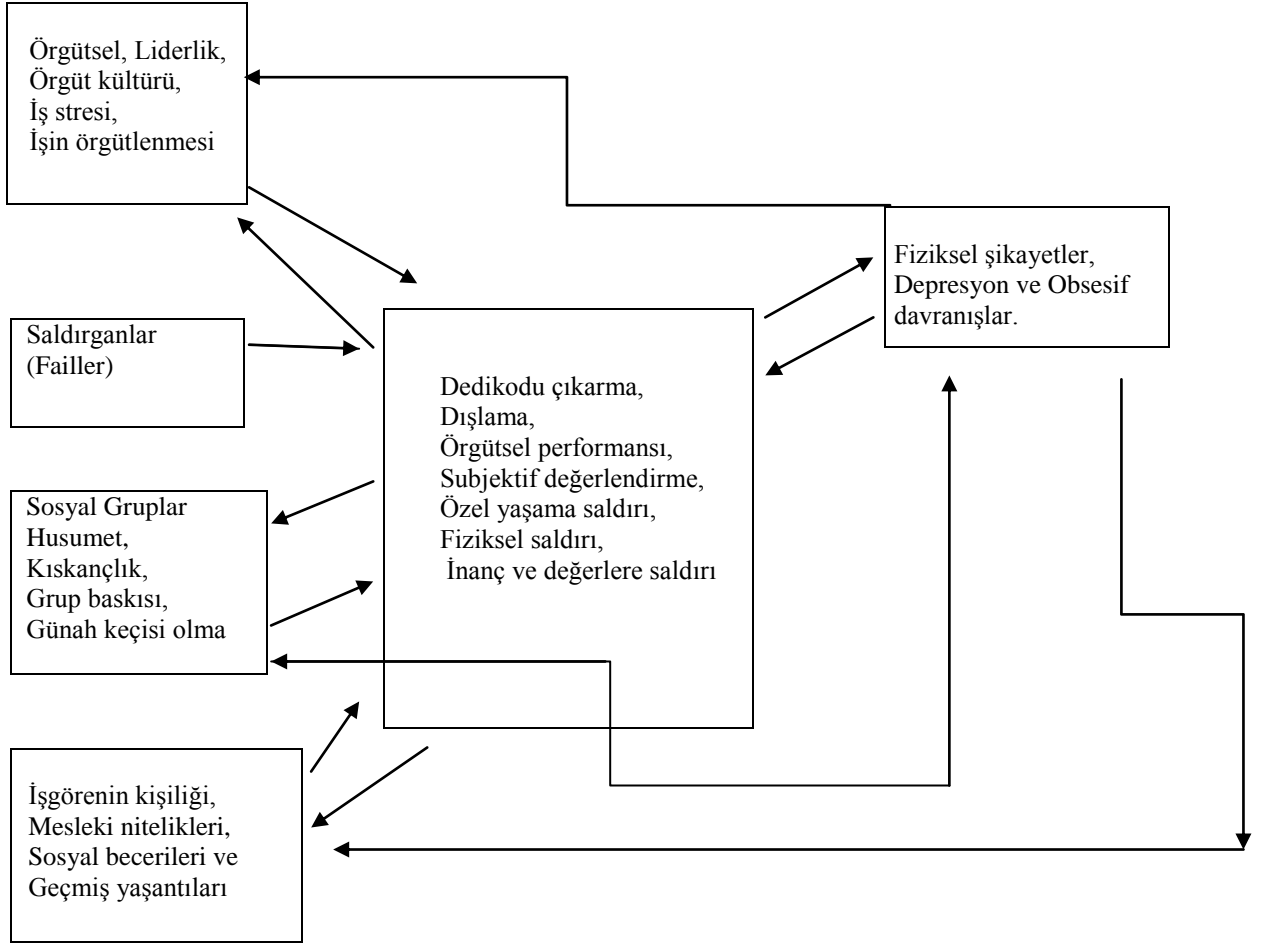 Örgütsel, Liderlik,
Örgüt kültürü,
İş stresi,
İşin örgütlenmesi
Saldırganlar
(Failler)
Sosyal Gruplar
Husumet,
Kıskançlık,
Grup baskısı,
Günah keçisi olma
İşgörenin kişiliği,
Mesleki nitelikleri,
Sosyal becerileri ve
Geçmiş yaşantıları
Dedikodu çıkarma,
Dışlama,
Örgütsel performansı,
Subjektif değerlendirme,
Özel yaşama saldırı,
Fiziksel saldırı,
İnanç ve değerlere saldırı
Fiziksel şikayetler,
Depresyon ve Obsesif
davranışlar.